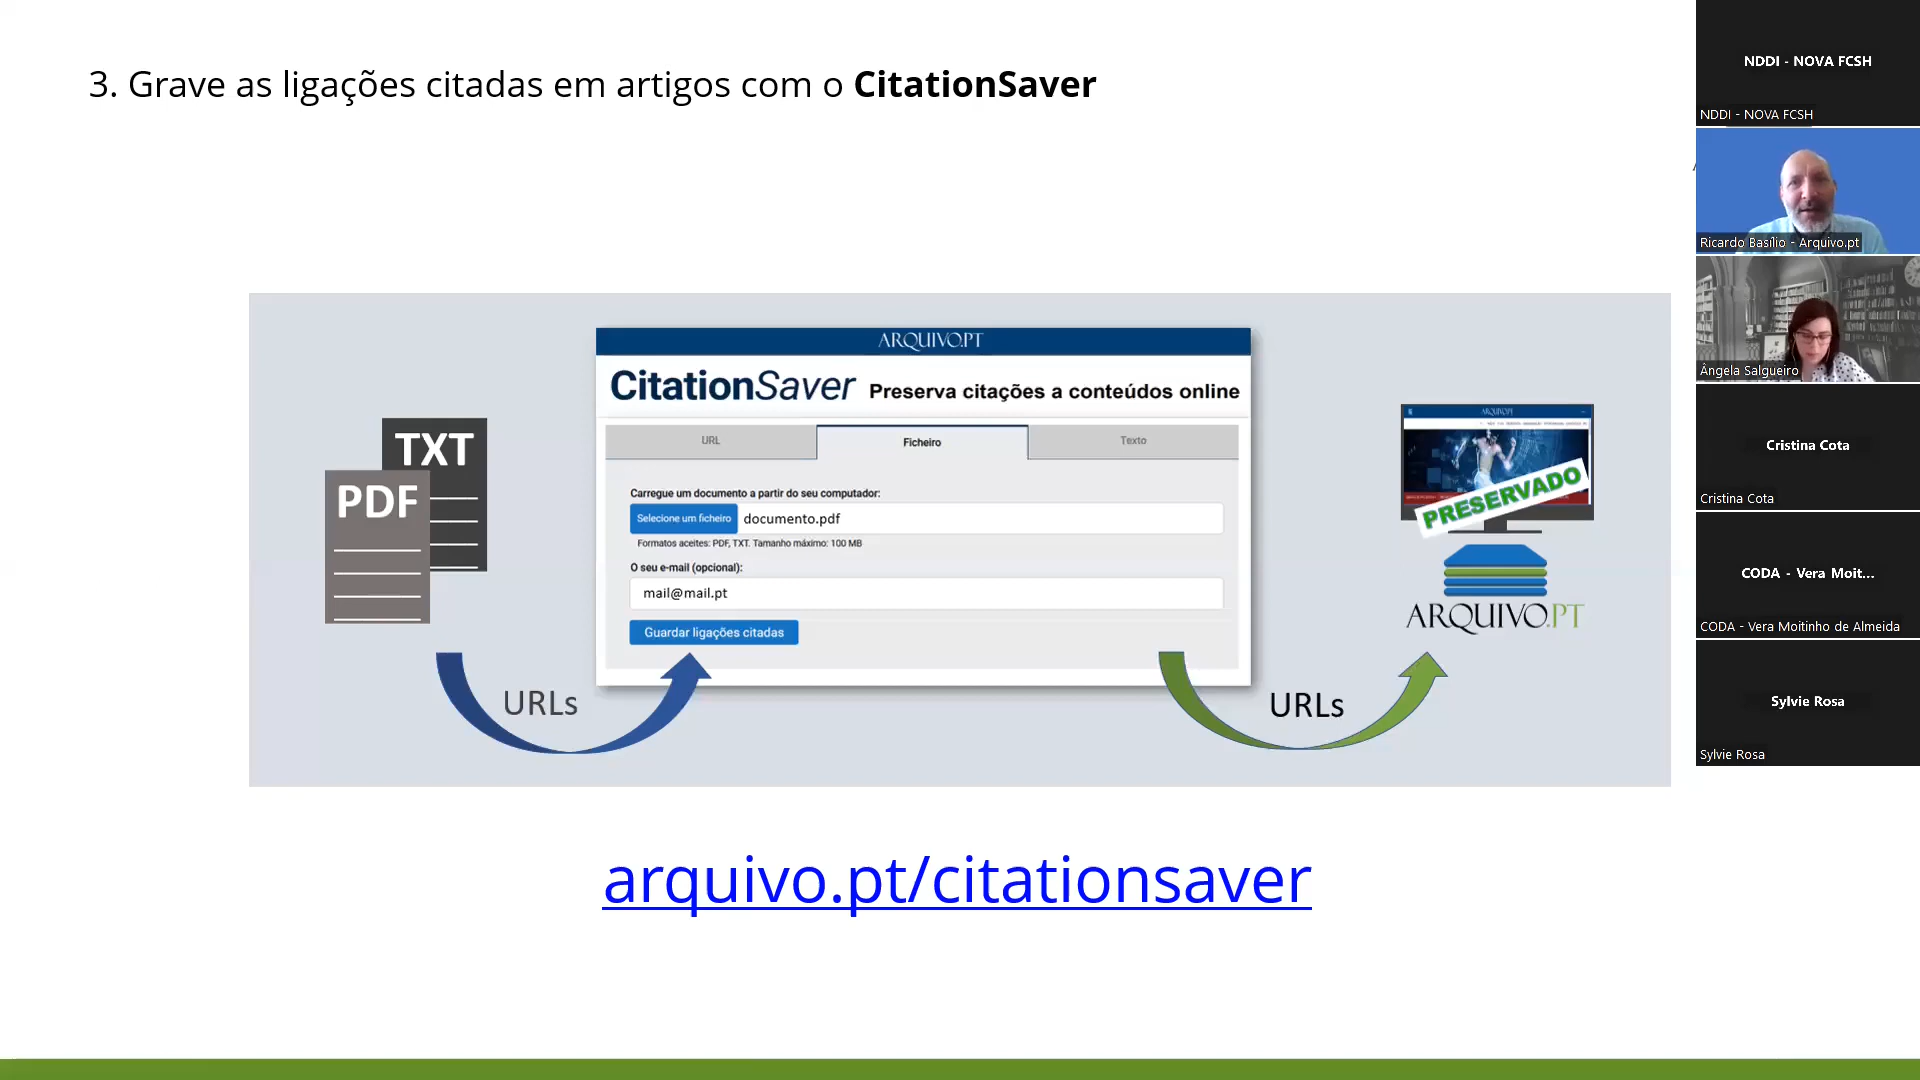 3. Grave as ligações citadas em artigos com o CitationSaver
ARQUIVO.PT
CitationSaver Preserva citações a conteúdos online
URL
Ficheiro
Texto
Carregue um documento a partir do seu computador:
Selecione um ficheiro documento.pdf
Formatos aceites: PDF, TXT. Tamanho máximo: 100 MB
O seu e-mail (opcional):
mail@mail.pt
Guardar ligações citadas
TXT
PDF
URLs
URLs
ARQUIVO.PT
PRESERVADO
ARQUIVO.PT
arquivo.pt/citationsaver
NDDI - NOVA FCSH
NDDI - NOVA FCSH
Ricardo Basílio - Arquivo.pt
Ângela Salgueiro
Cristina Cota
Cristina Cota
CODA - Vera Moit...
CODA - Vera Moitinho de Almeida
Sylvie Rosa
Sylvie Rosa